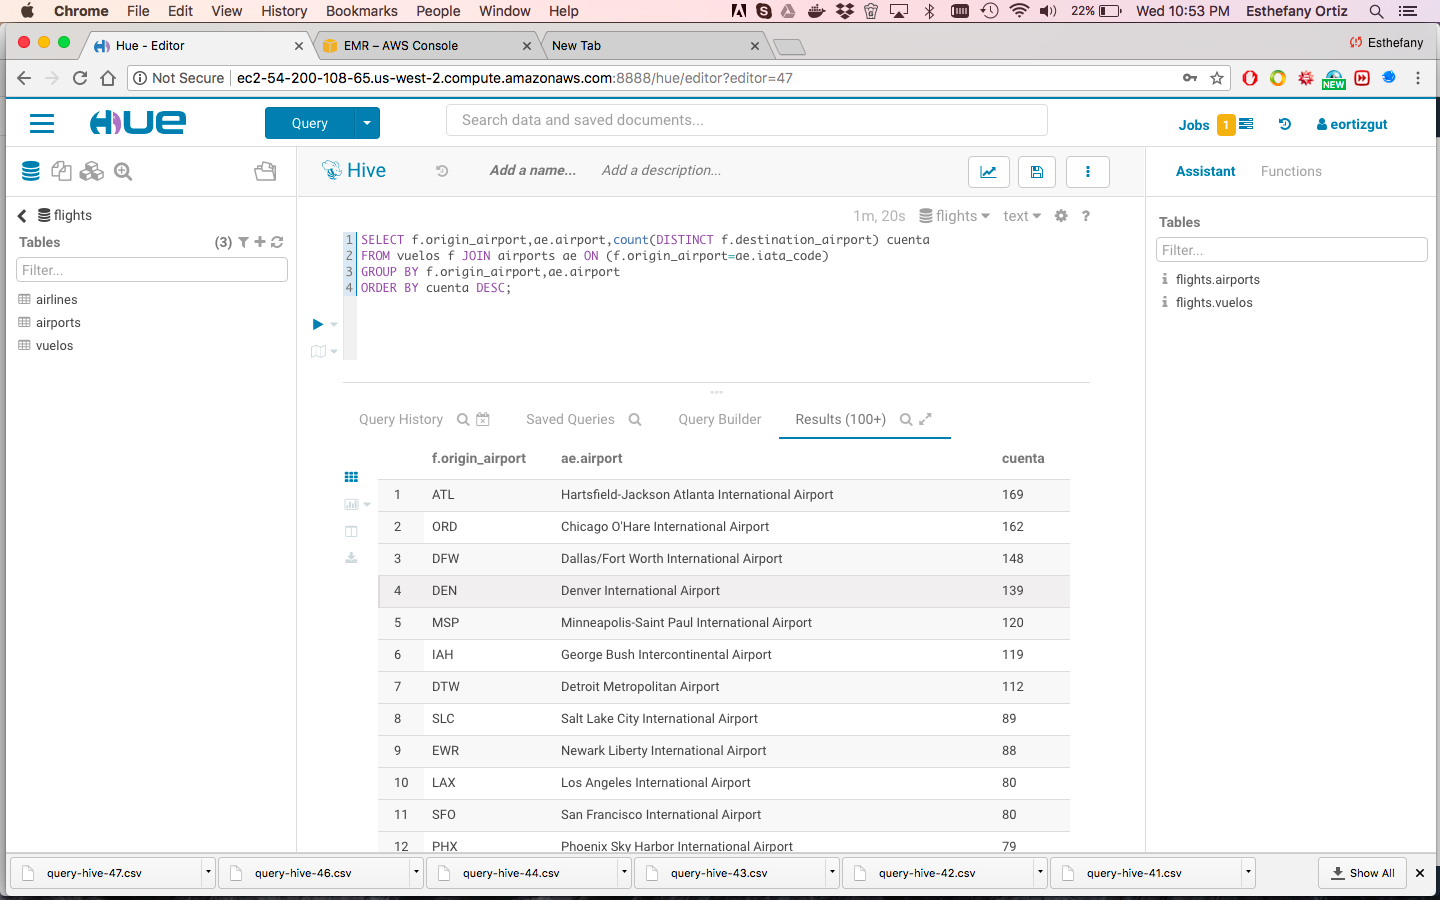 Chrome File Edit View History Bookmarks People Window Help 22% Wed 10:53 PM Esthefany Ortiz
Hue - Editor EMR – AWS Console New Tab Esthefany
Not Secure ec2-54-200-108-65.us-west-2.compute.amazonaws.com:8888/hue/editor?editor=47 NEW
HUE Query Search data and saved documents... Jobs 1 eortizgut
Hive Add a name... Add a description... Assistant Functions
flights
1m, 20s flights text ?
Tables (3)
Tables
Filter...
Filter...
airlines
airports
vuelos
flights.airports
flights.vuelos
1 SELECT f.origin_airport,ae.airport,count(DISTINCT f.destination_airport) cuenta
2 FROM vuelos f JOIN airports ae ON (f.origin_airport=ae.iata_code)
3 GROUP BY f.origin_airport,ae.airport
4 ORDER BY cuenta DESC;
Query History Saved Queries Query Builder Results (100+)
f.origin_airport ae.airport cuenta
1 ATL Hartsfield-Jackson Atlanta International Airport 169
2 ORD Chicago O'Hare International Airport 162
3 DFW Dallas/Fort Worth International Airport 148
4 DEN Denver International Airport 139
5 MSP Minneapolis-Saint Paul International Airport 120
6 IAH George Bush Intercontinental Airport 119
7 DTW Detroit Metropolitan Airport 112
8 SLC Salt Lake City International Airport 89
9 EWR Newark Liberty International Airport 88
10 LAX Los Angeles International Airport 80
11 SFO San Francisco International Airport 80
12 PHX Phoenix Sky Harbor International Airport 79
query-hive-47.csv query-hive-46.csv query-hive-44.csv query-hive-43.csv query-hive-42.csv query-hive-41.csv Show All